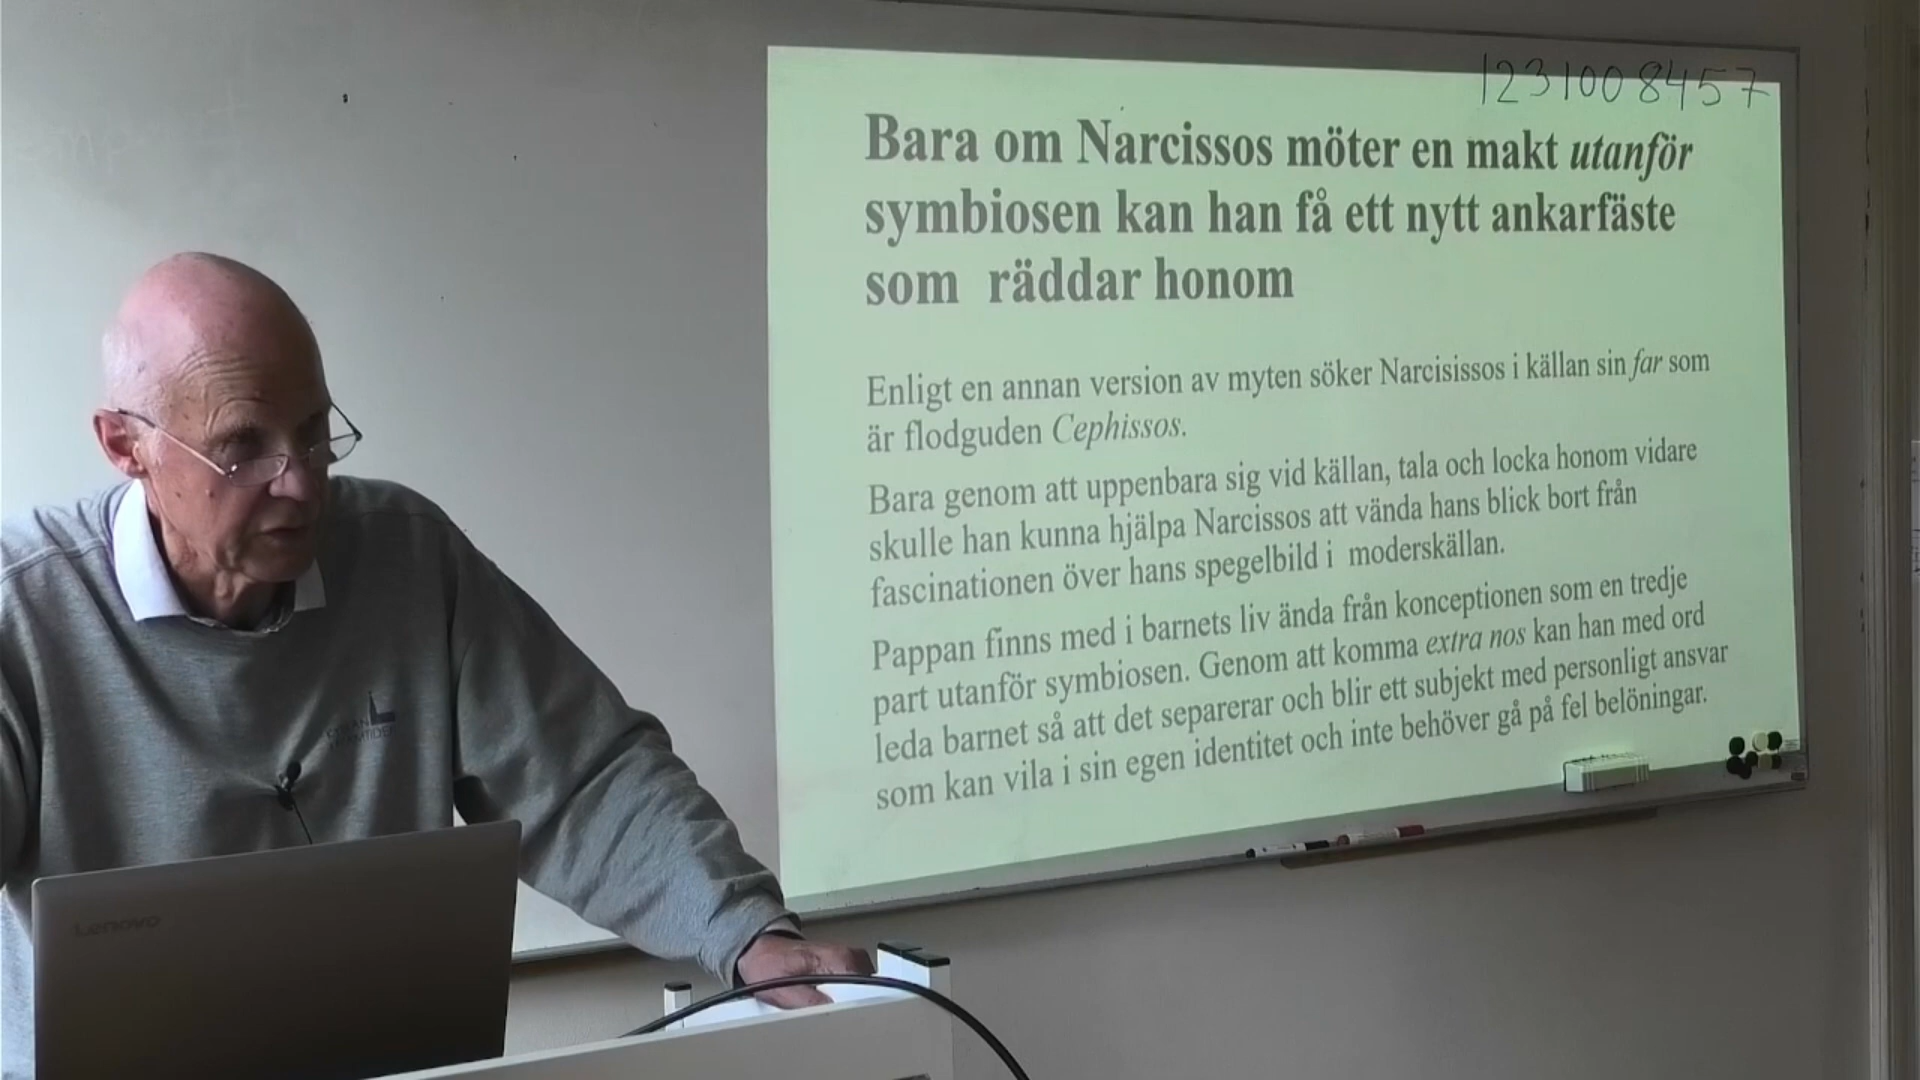 1231008457
Bara om Narcissos möter en makt utanför
symbiosen kan han få ett nytt ankarfäste
som räddar honom
Enligt en annan version av myten söker Narcisissos i källan sin far som
är flodguden Cephissos.
Bara genom att uppenbara sig vid källan, tala och locka honom vidare
skulle han kunna hjälpa Narcissos att vända hans blick bort från
fascinationen över hans spegelbild i moderskällan.
Pappan finns med i barnets liv ända från konceptionen som en tredje
part utanför symbiosen. Genom att komma extra nos kan han med ord
leda barnet så att det separerar och blir ett subjekt med personligt ansvar
som kan vila i sin egen identitet och inte behöver gå på fel belöningar.
Lenovo